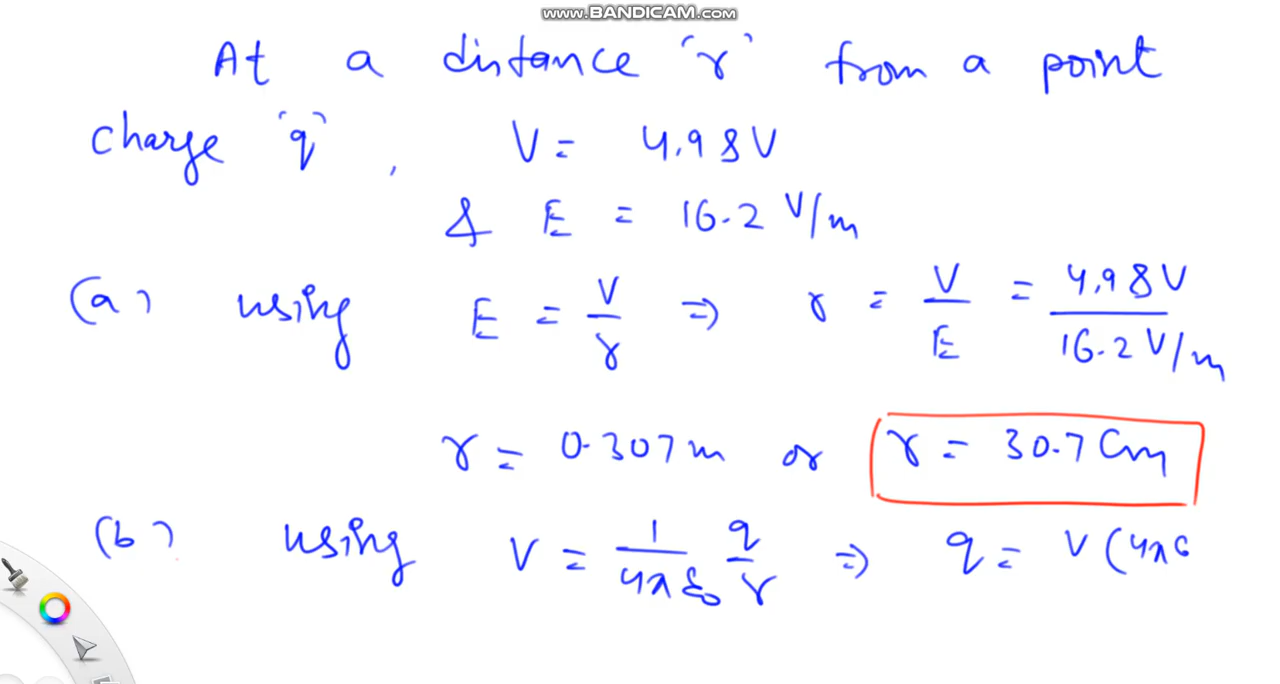 www.BANDICAM.com
At a distance 'r' from a point
charge 'q', V = 4.98V
& E = 16.2 V/m
(a) using E = V/r ⇒ r = V/E = 4.98V / 16.2 V/m
r = 0.307m or r = 30.7 Cm
(b) using V = 1/4πε₀ q/r ⇒ q = V (4π